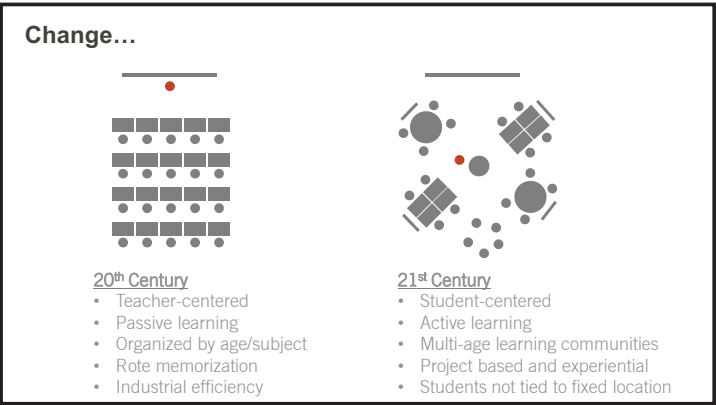 Change…
20th Century
• Teacher-centered
• Passive learning
• Organized by age/subject
• Rote memorization
• Industrial efficiency
21st Century
• Student-centered
• Active learning
• Multi-age learning communities
• Project based and experiential
• Students not tied to fixed location